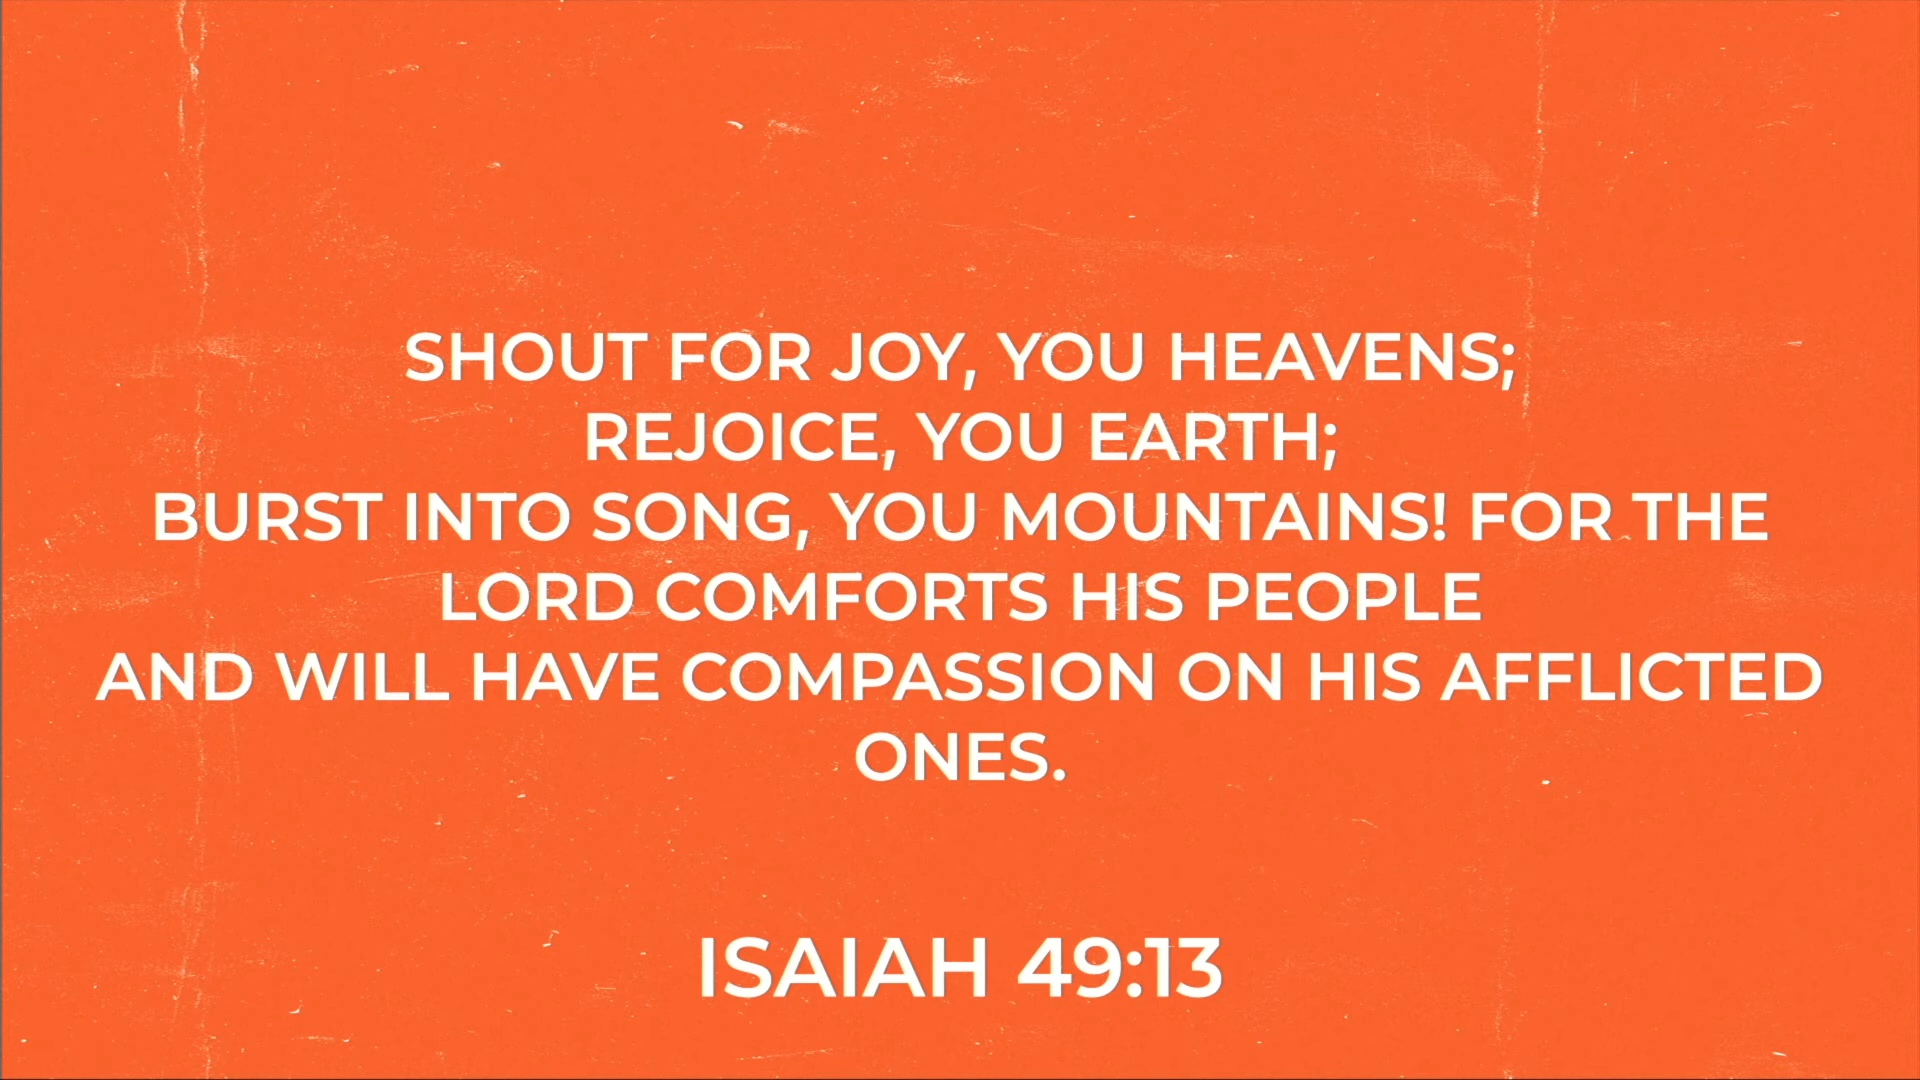 SHOUT FOR JOY, YOU HEAVENS;
REJOICE, YOU EARTH;
BURST INTO SONG, YOU MOUNTAINS! FOR THE
LORD COMFORTS HIS PEOPLE
AND WILL HAVE COMPASSION ON HIS AFFLICTED
ONES.
ISAIAH 49:13